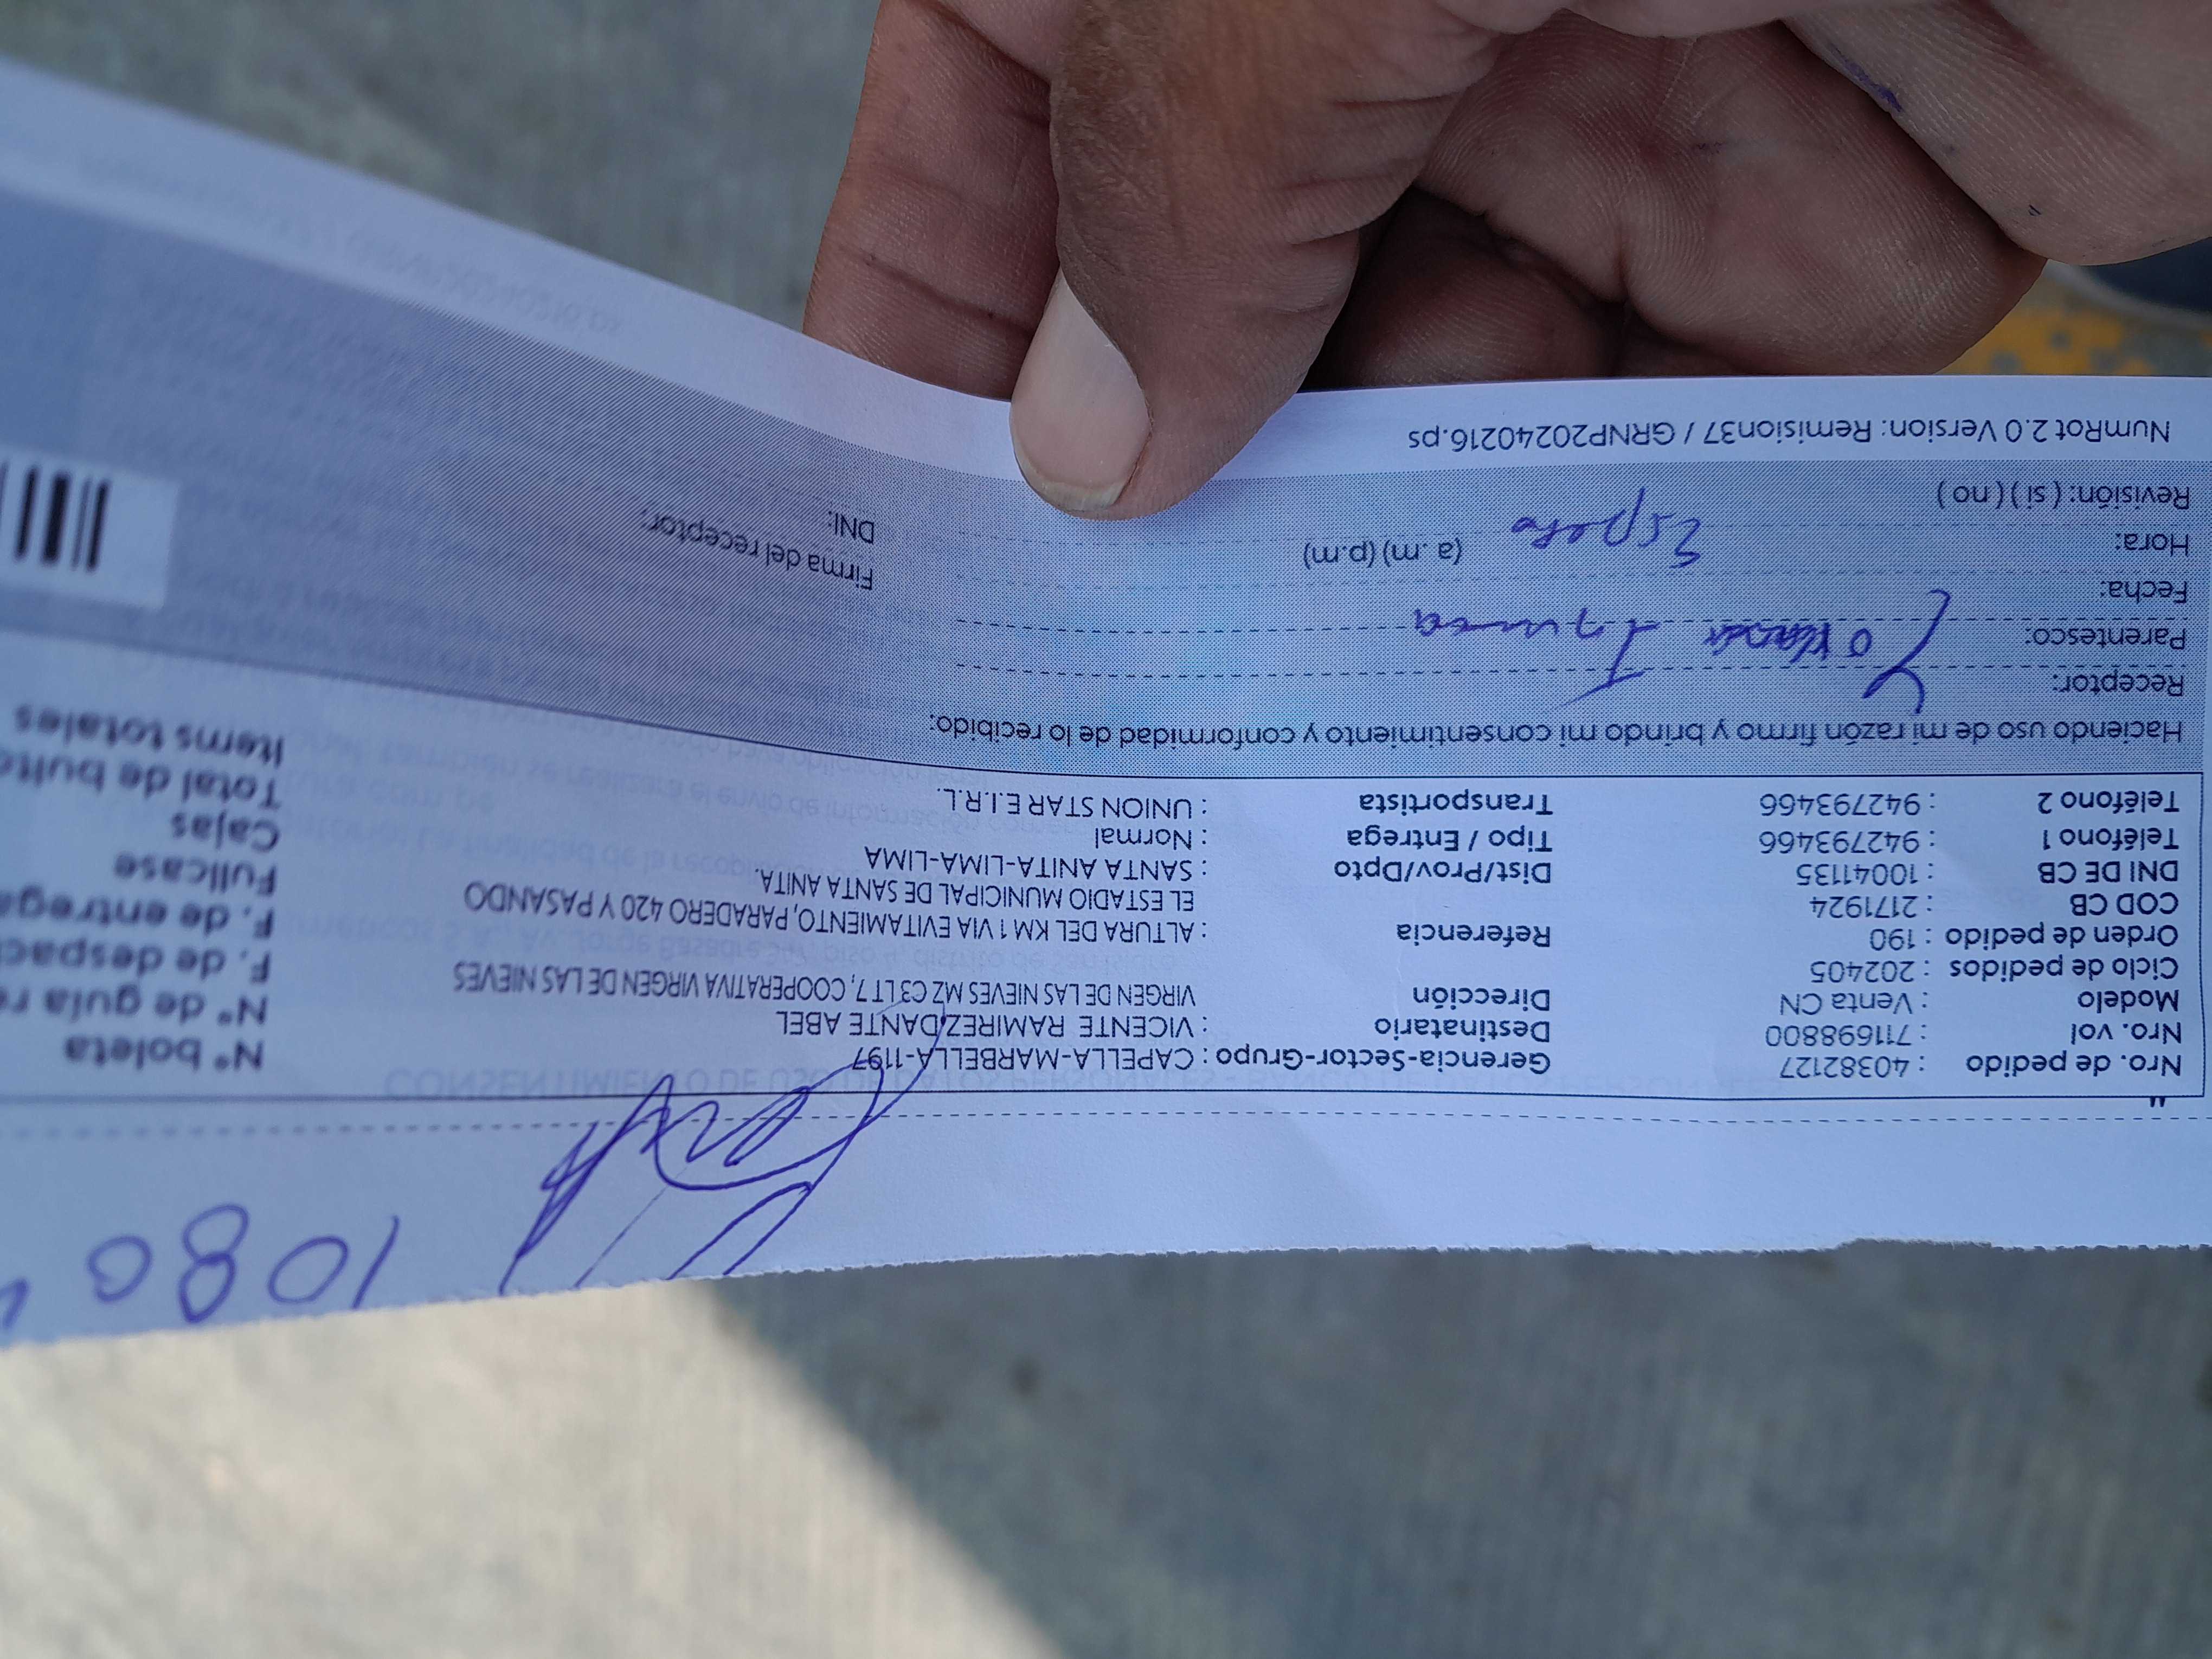 1080
Nro. de pedido : 40382127 Gerencia-Sector-Grupo : CAPELLA-MARBELLA-1197 N° boleta
Nro. vol : 711698800 Destinatario : VICENTE RAMIREZ DANTE ABEL N° de guía
Modelo : Venta CN Dirección VIRGEN DE LAS NIEVES MZ C3 LT 7, COOPERATIVA VIRGEN DE LAS NIEVES F. de
Ciclo de pedidos : 202405 F. de entrega
Orden de pedido : 190 Referencia : ALTURA DEL KM 1 VIA EVITAMIENTO, PARADERO 420 Y PASANDO Fullcase
COD CB : 2171924 EL ESTADIO MUNICIPAL DE SANTA ANITA. Cajas
DNI DE CB : 10041135 Dist/Prov/Dpto : SANTA ANITA-LIMA-LIMA Total de
Teléfono 1 : 942793466 Tipo / Entrega : Normal Items totales
Teléfono 2 : 942793466 Transportista : UNION STAR E.I.R.L.
Haciendo uso de mi razón firmo y brindo mi consentimiento y conformidad de lo recibido:
Receptor:
Parentesco:
Fecha:
Hora: (a .m) (p.m) Firma del receptor:
Revisión: ( si ) ( no ) DNI:
NumRot 2.0 Version: Remision37 / GRNP20240216.ps